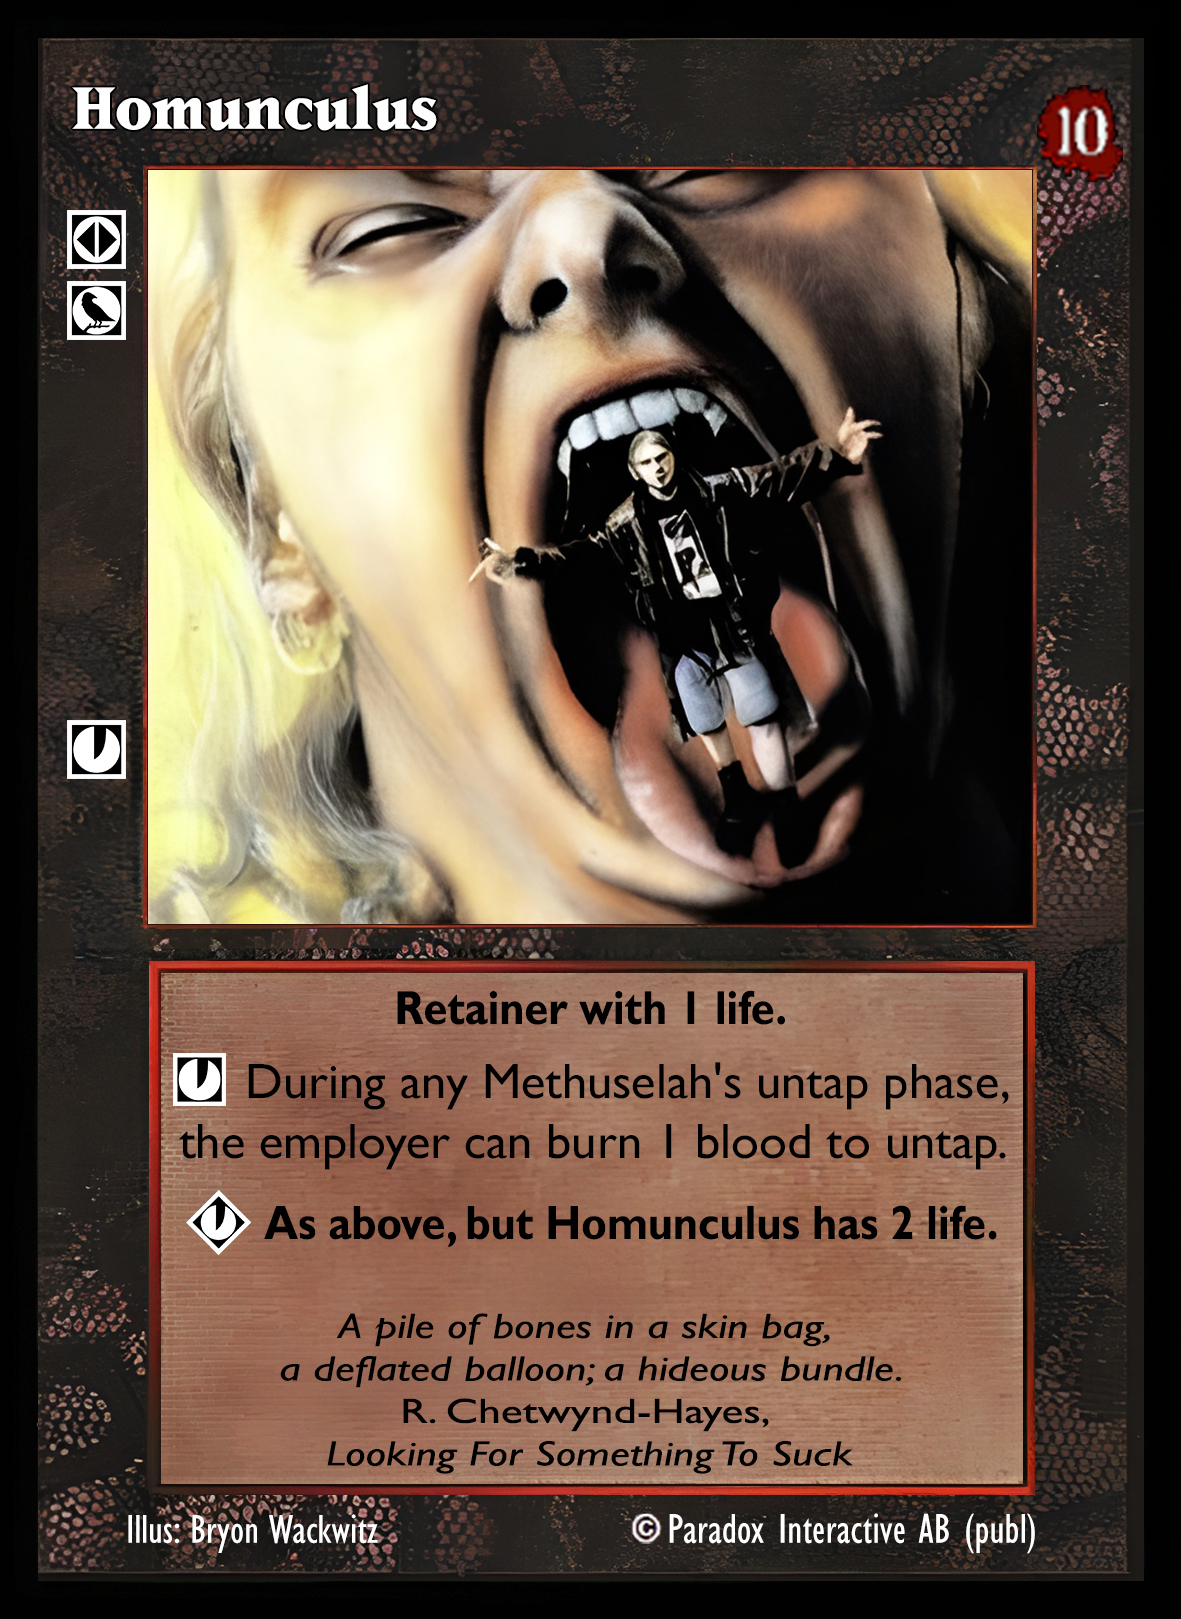 Homunculus
10
Retainer with 1 life.
During any Methuselah's untap phase,
the employer can burn 1 blood to untap.
As above, but Homunculus has 2 life.
A pile of bones in a skin bag,
a deflated balloon; a hideous bundle.
R. Chetwynd-Hayes,
Looking For Something To Suck
Illus: Bryon Wackwitz
© Paradox Interactive AB (publ)